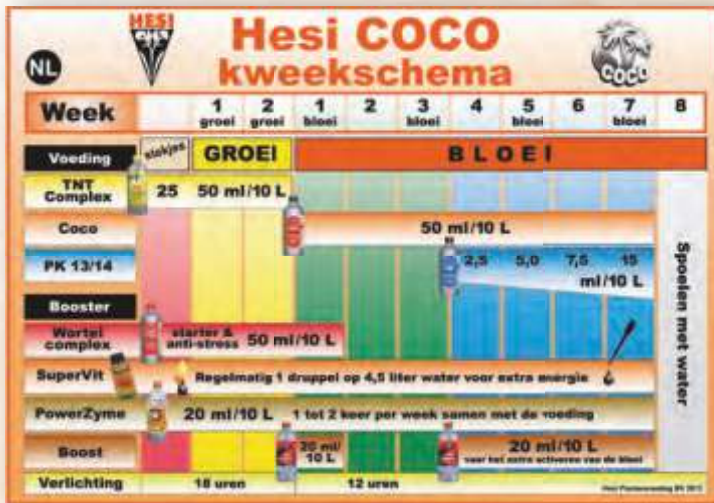 HESI
Hesi COCO
kweekschema
NL
COCO
Week 1 2 1 2 3 4 5 6 7 8
groei groei bloei bloei bloei bloei
Voeding stokjes GROEI BLOEI
TNT
Complex
25 50 ml/10 L
Coco 50 ml/10 L
PK 13/14 2,5 5,0 7,5 15
ml/10 L
Booster
Wortel
complex
starter &
anti-stress 50 ml/10 L
SuperVit Regelmatig 1 druppel op 4,5 liter water voor extra energie
PowerZyme 20 ml/10 L 1 tot 2 keer per week samen met de voeding
Boost 20 ml/
10 L
20 ml/10 L
voor het extra activeren van de bloei
Verlichting 18 uren 12 uren
Spoelen met water